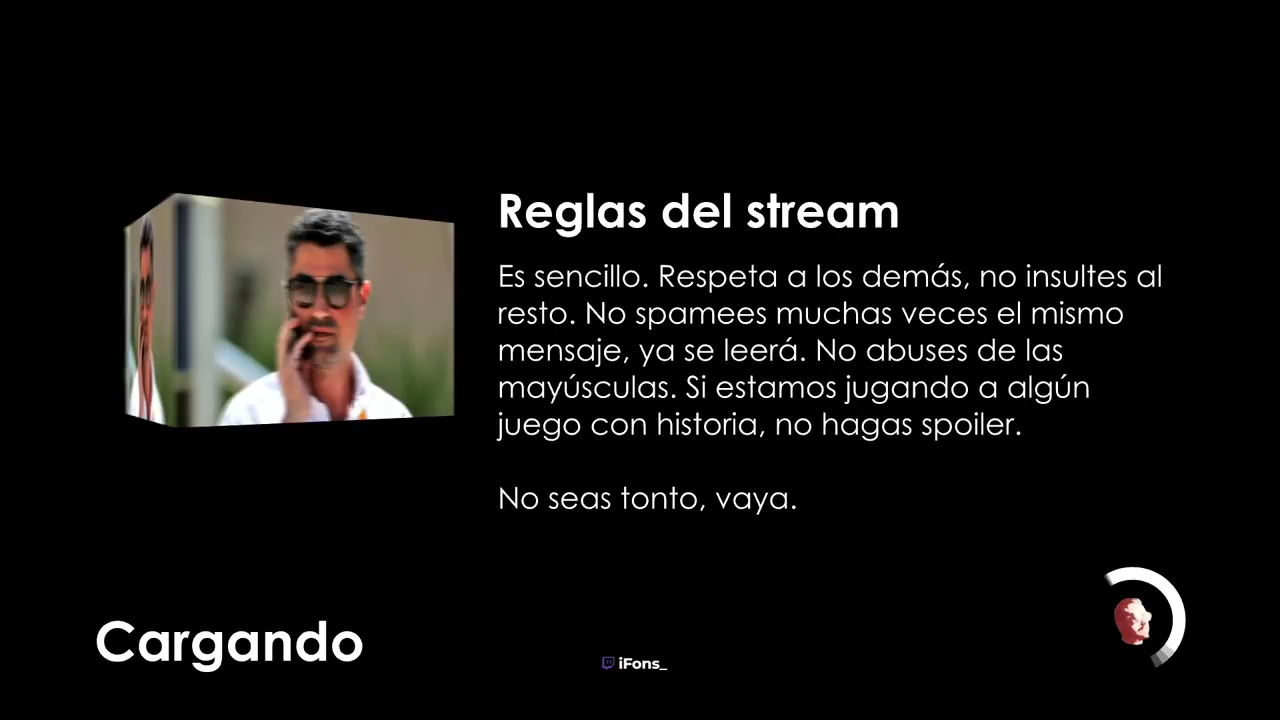 Reglas del stream
Es sencillo. Respeta a los demás, no insultes al
resto. No spamees muchas veces el mismo
mensaje, ya se leerá. No abuses de las
mayúsculas. Si estamos jugando a algún
juego con historia, no hagas spoiler.
No seas tonto, vaya.
Cargando
iFons_